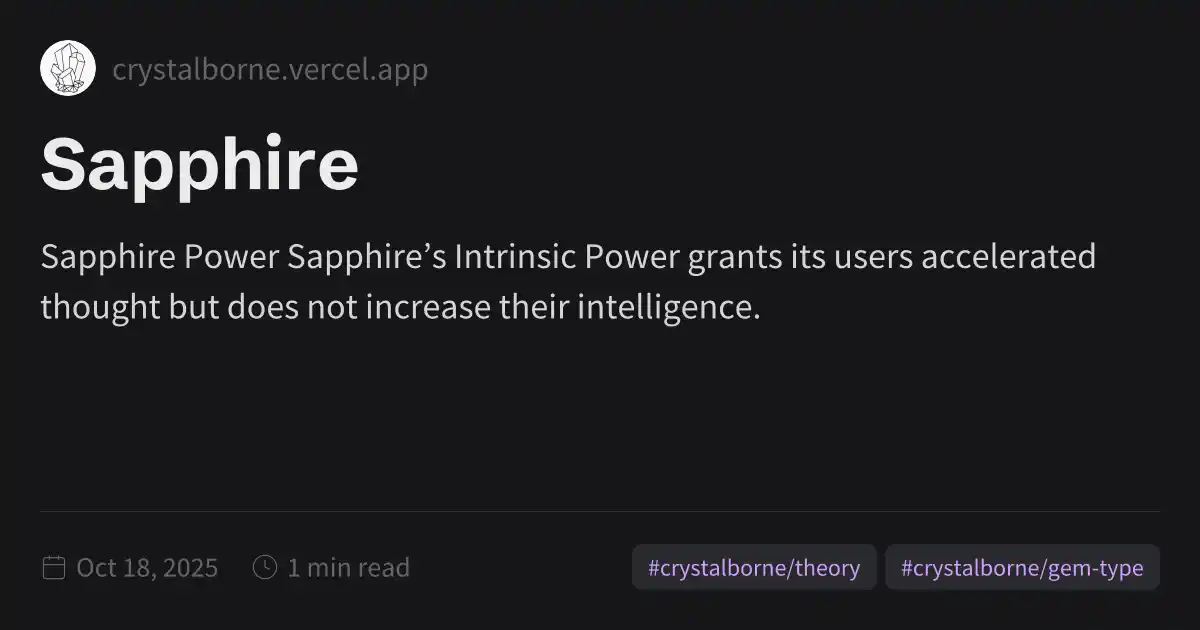 crystalborne.vercel.app
Sapphire
Sapphire Power Sapphire’s Intrinsic Power grants its users accelerated
thought but does not increase their intelligence.
Oct 18, 2025 1 min read #crystalborne/theory #crystalborne/gem-type